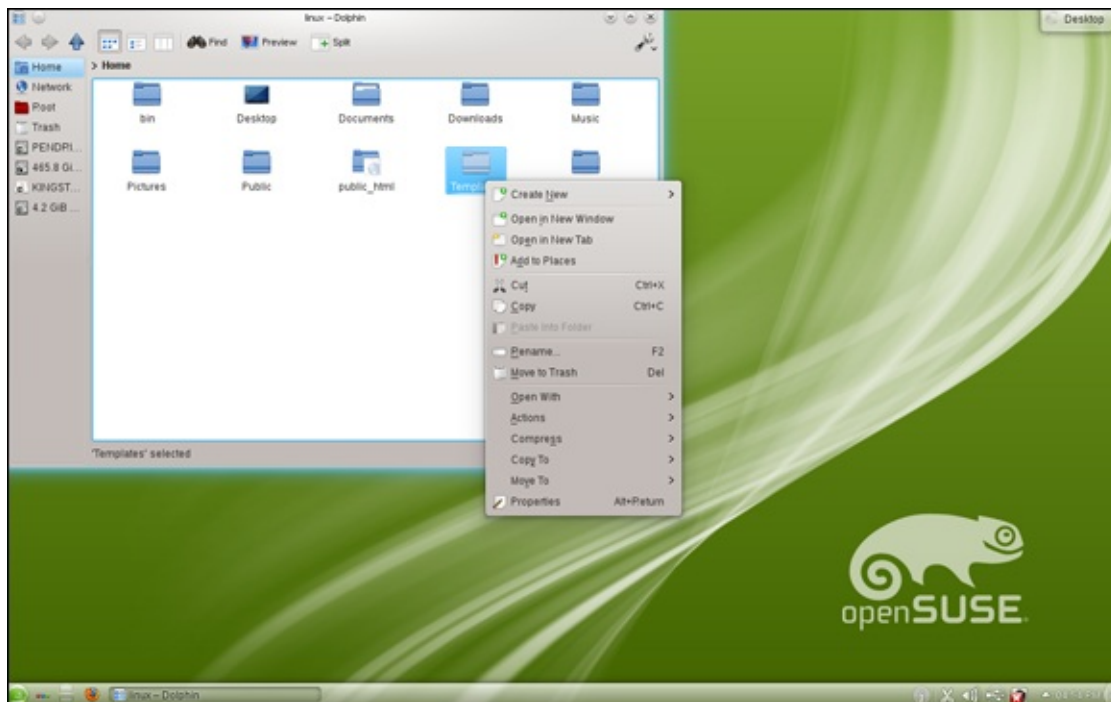 linux – Dolphin
Desktop
Find
Preview
Split
Home
> Home
Network
Root
Trash
PENDRI...
465.8 Gi...
KINGST...
4.2 GiB ...
bin
Desktop
Documents
Downloads
Music
Pictures
Public
public_html
Create New
Open in New Window
Open in New Tab
Add to Places
Cut Ctrl+X
Copy Ctrl+C
Paste Into Folder
Rename... F2
Move to Trash Del
Open With
Actions
Compress
Copy To
Move To
Properties Alt+Return
'Templates' selected
openSUSE
linux – Dolphin